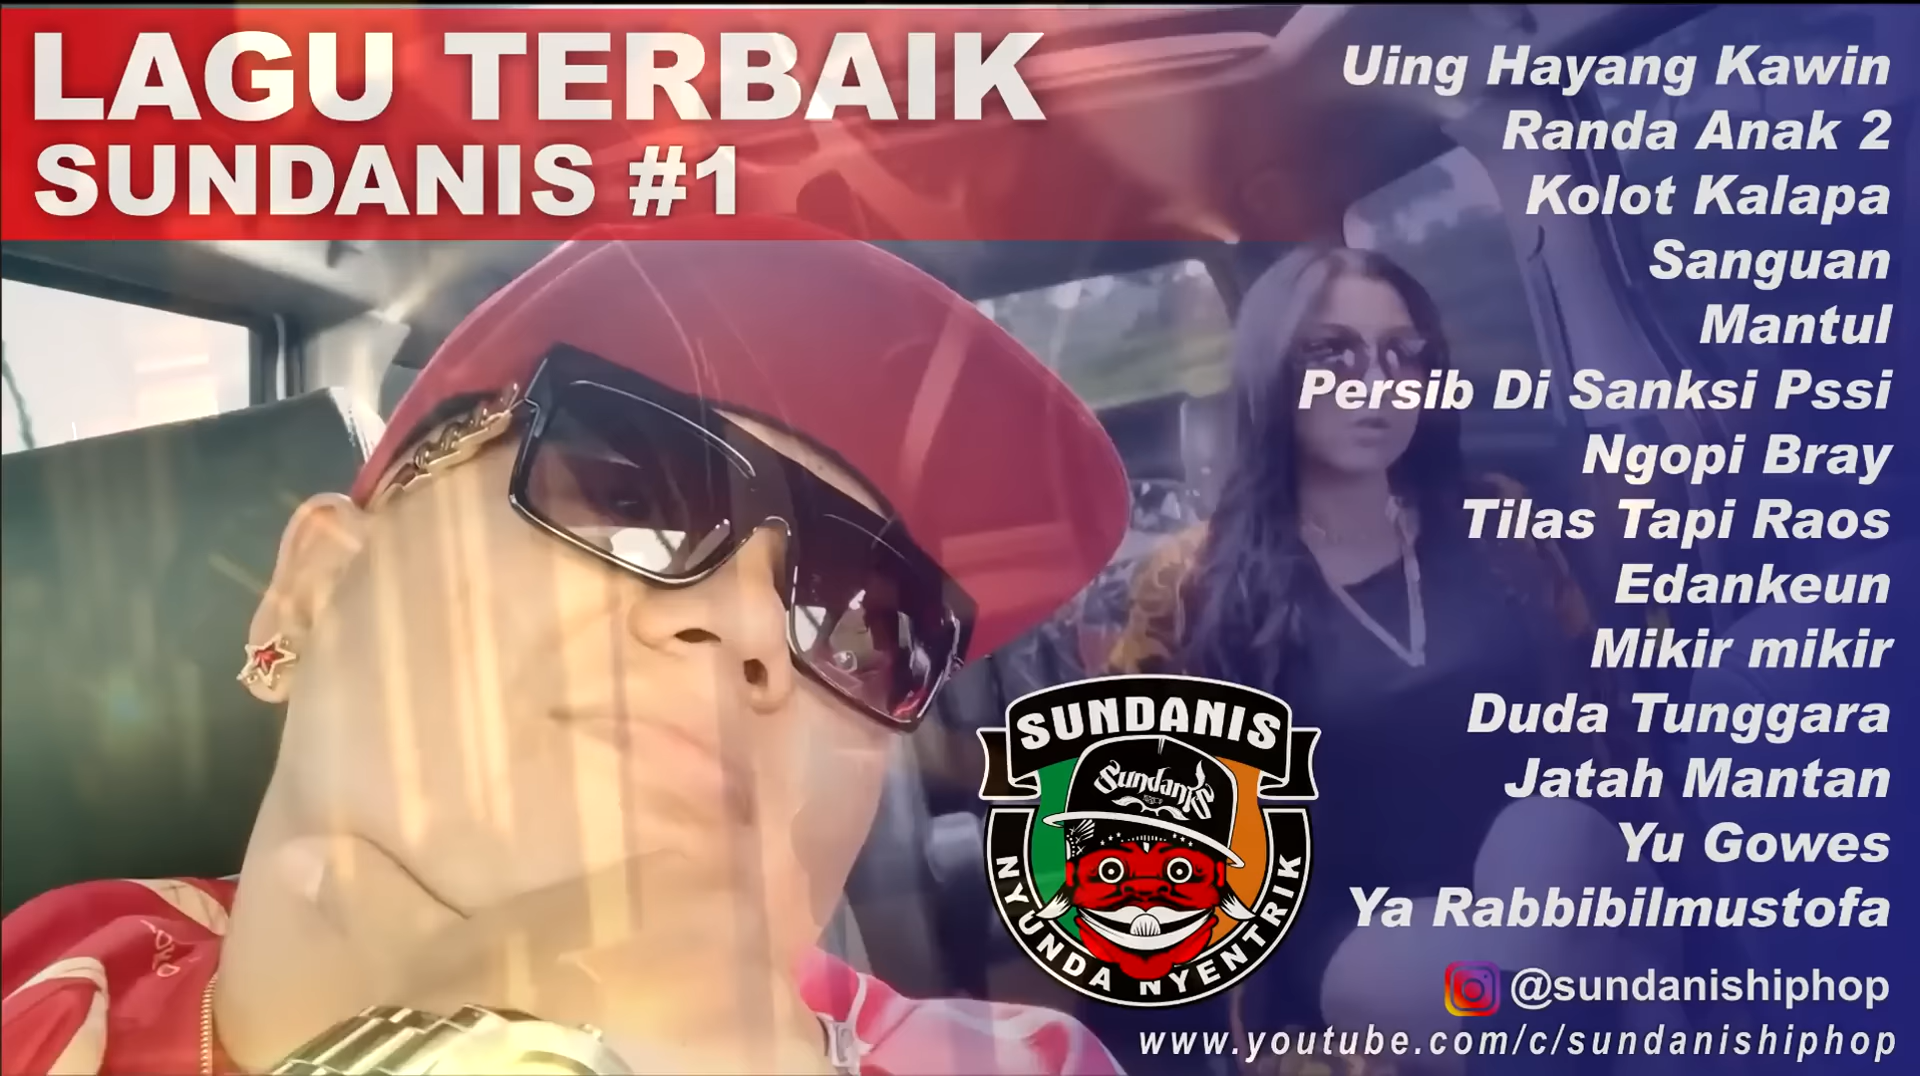 LAGU TERBAIK
SUNDANIS #1
Uing Hayang Kawin
Randa Anak 2
Kolot Kalapa
Sanguan
Mantul
Persib Di Sanksi Pssi
Ngopi Bray
Tilas Tapi Raos
Edankeun
Mikir mikir
Duda Tunggara
Jatah Mantan
Yu Gowes
Ya Rabbibilmustofa
SUNDANIS
Sundanis
NYUNDA NYENTRIK
@sundanishiphop
www.youtube.com/c/sundanishiphop